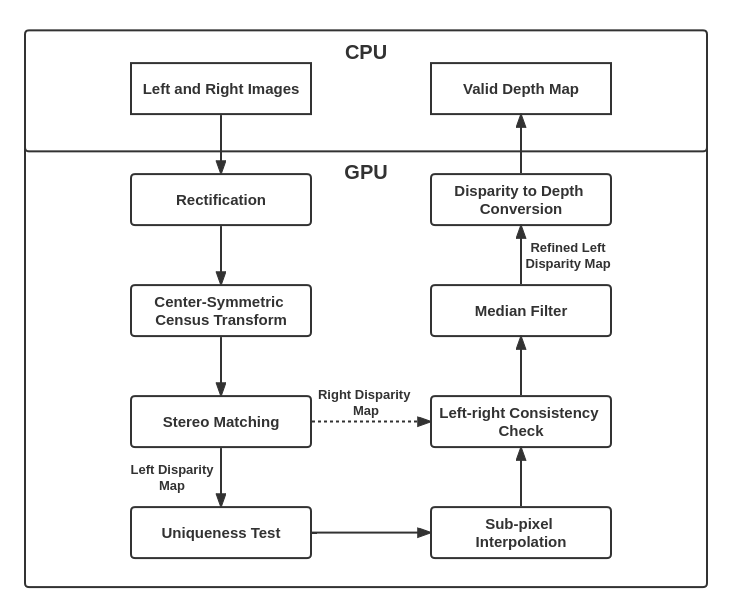 CPU
Left and Right Images
Valid Depth Map
GPU
Rectification
Disparity to Depth
Conversion
Refined Left
Disparity Map
Center-Symmetric
Census Transform
Median Filter
Right Disparity
Map
Stereo Matching
Left-right Consistency
Check
Left Disparity
Map
Uniqueness Test
Sub-pixel
Interpolation